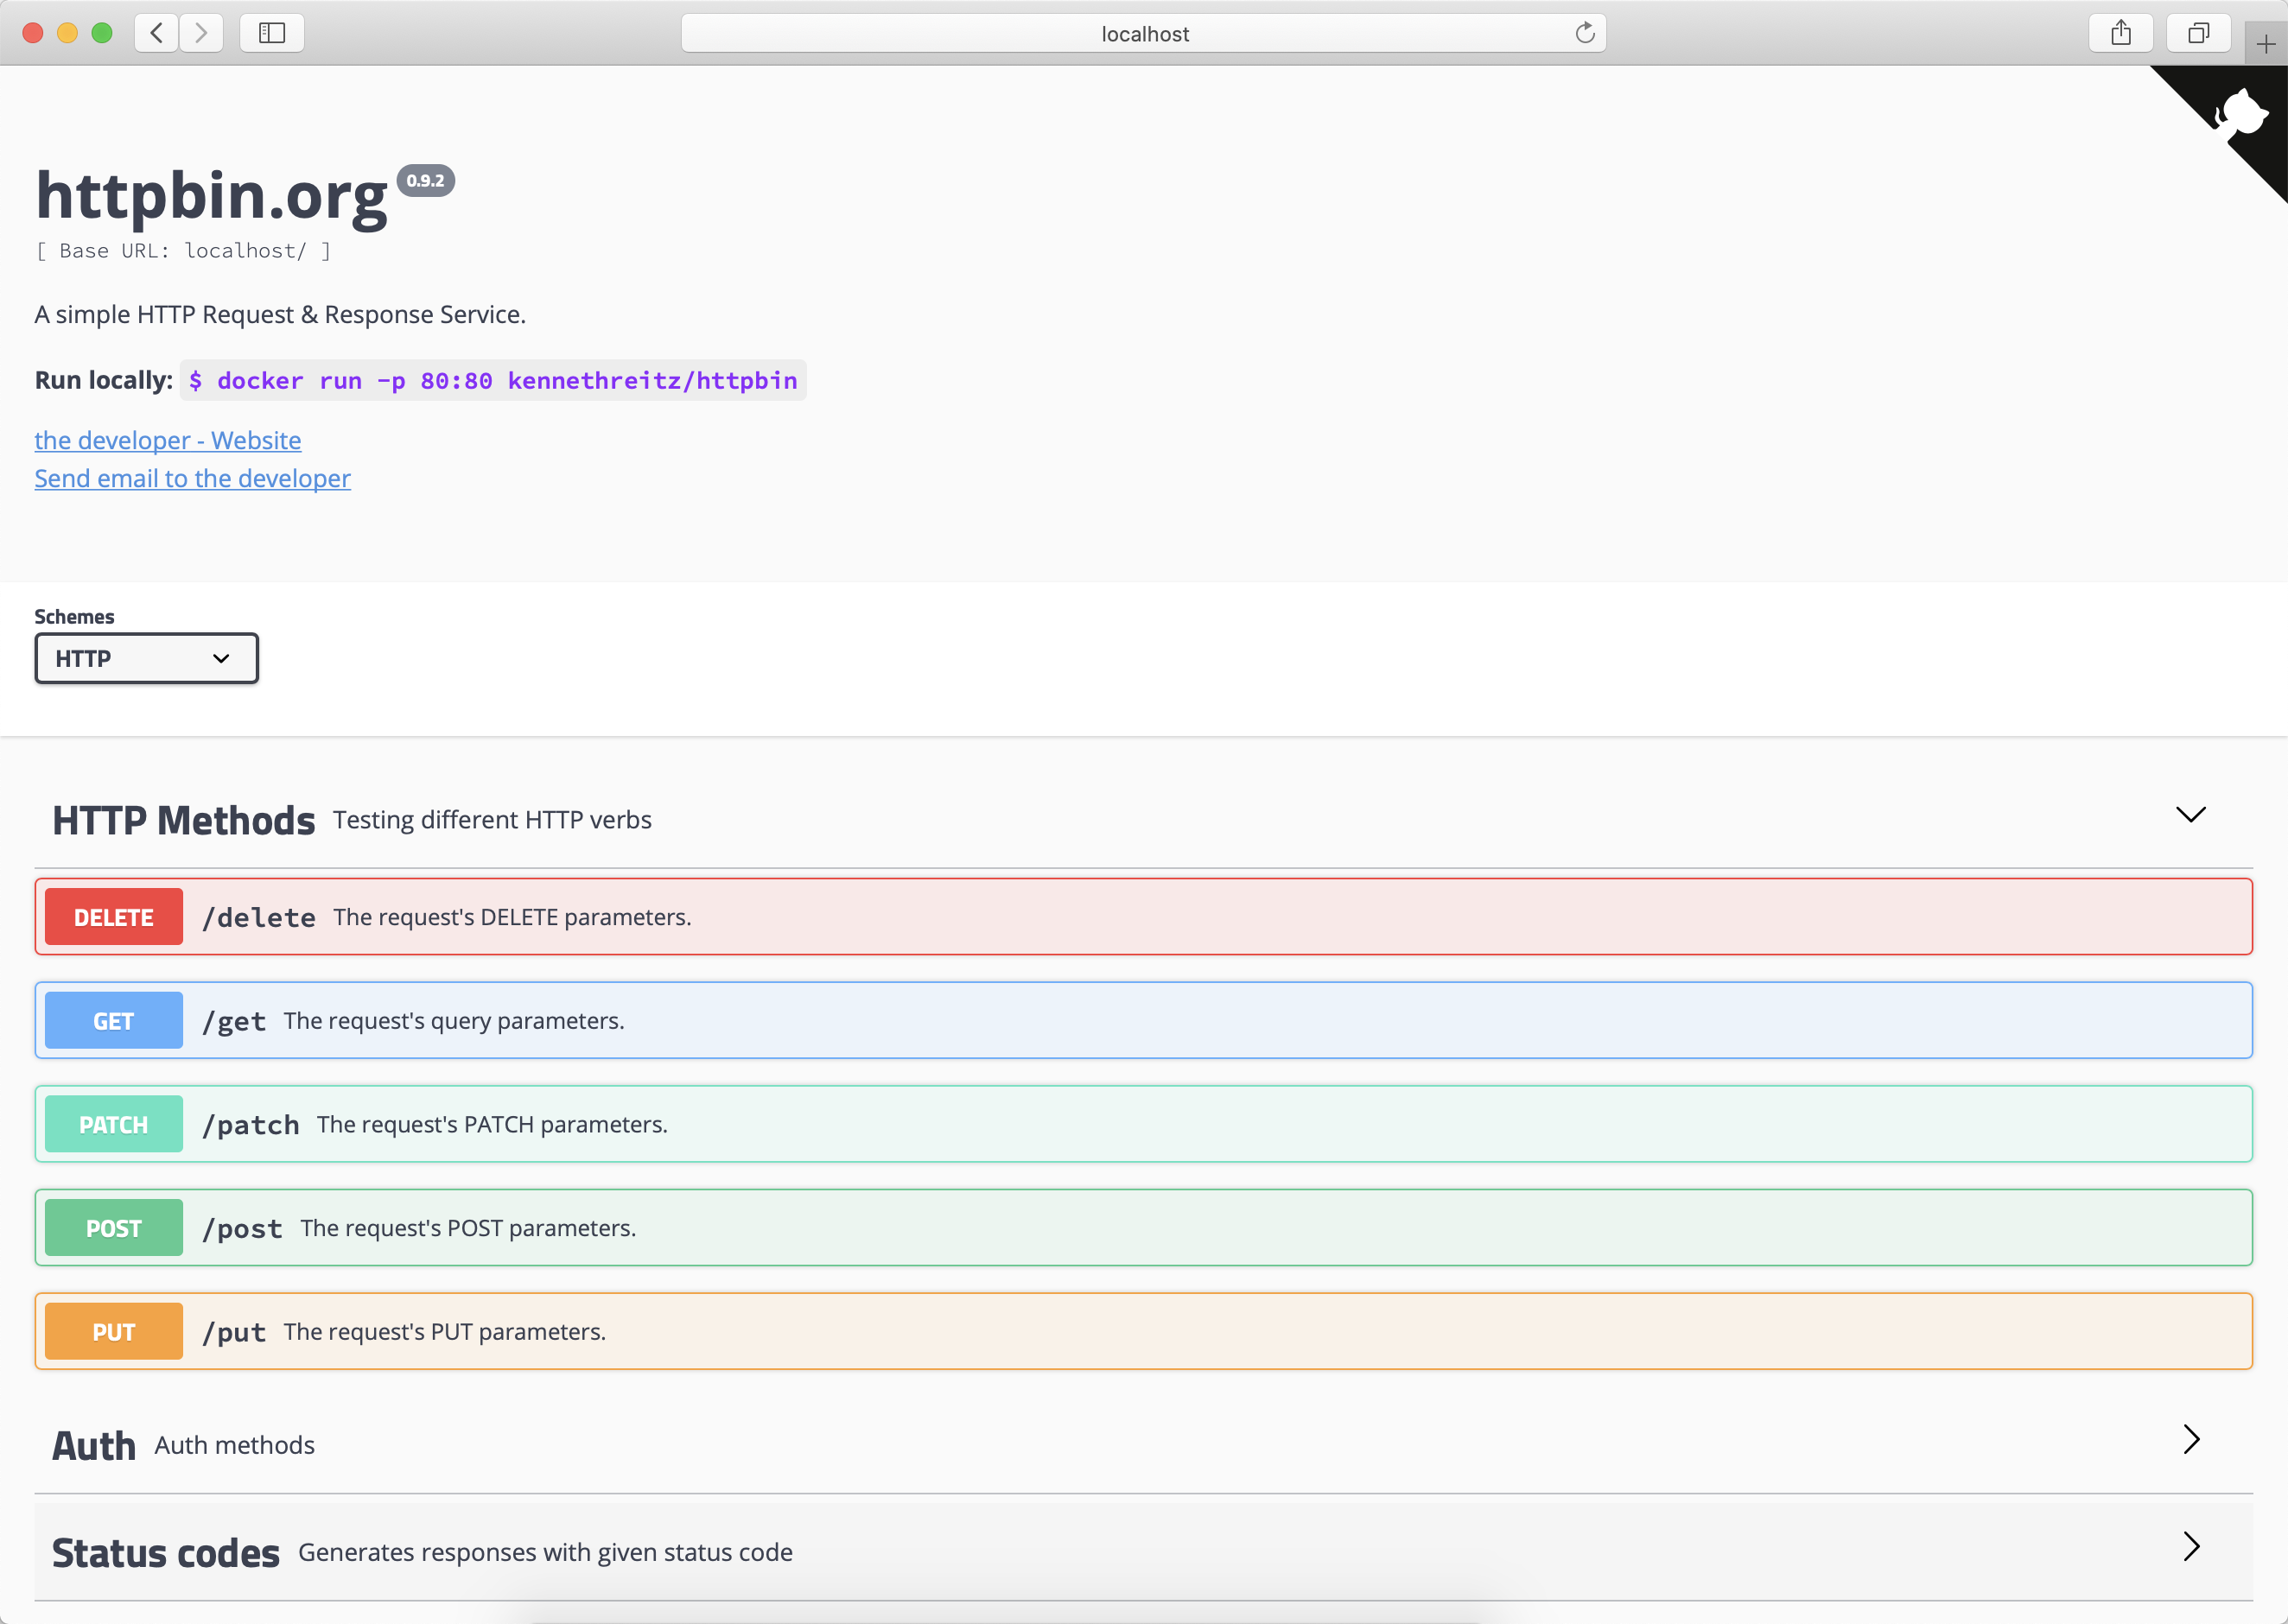 localhost
httpbin.org 0.9.2
[ Base URL: localhost/ ]
A simple HTTP Request & Response Service.
Run locally: $ docker run -p 80:80 kennethreitz/httpbin
the developer - Website
Send email to the developer
Schemes
HTTP
HTTP Methods Testing different HTTP verbs
DELETE /delete The request's DELETE parameters.
GET /get The request's query parameters.
PATCH /patch The request's PATCH parameters.
POST /post The request's POST parameters.
PUT /put The request's PUT parameters.
Auth Auth methods
Status codes Generates responses with given status code